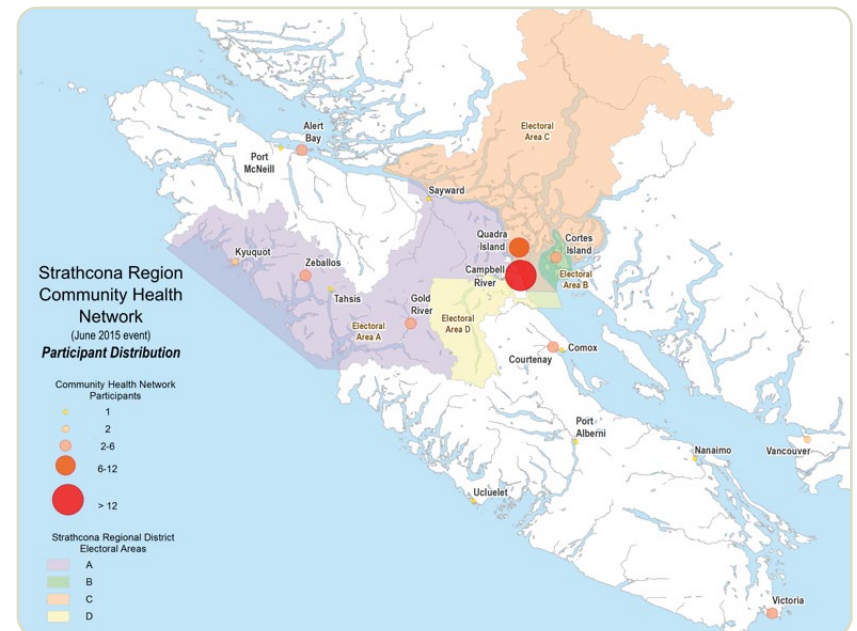 Strathcona Region
Community Health
Network
(June 2015 event)
Participant Distribution
Community Health Network
Participants
1
2
2-6
6-12
> 12
Strathcona Regional District
Electoral Areas
A
B
C
D
Alert
Bay
Port
McNeill
Electoral
Area C
Sayward
Quadra
Island
Cortes
Island
Campbell
River
Electoral
Area B
Kyuquot
Zeballos
Tahsis
Gold
River
Electoral
Area A
Electoral
Area D
Courtenay
Comox
Port
Alberni
Nanaimo
Vancouver
Ucluelet
Victoria